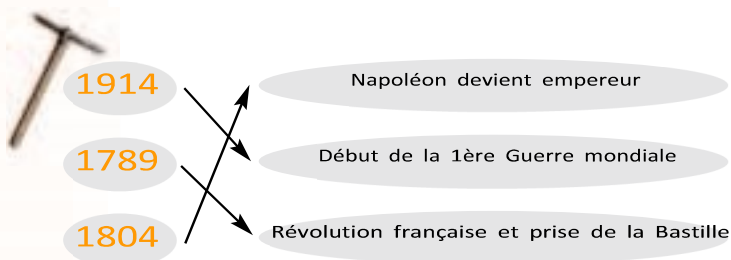 1914 Napoléon devient empereur
1789 Début de la 1ère Guerre mondiale
1804 Révolution française et prise de la Bastille